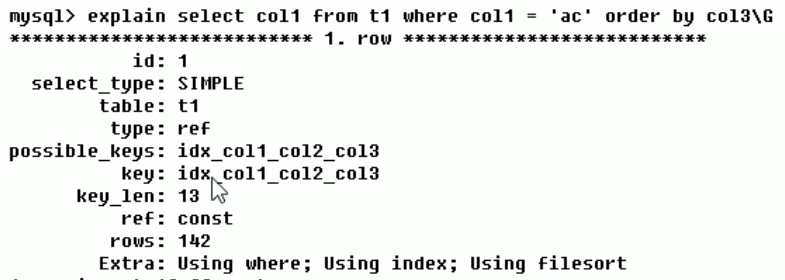 mysql> explain select col1 from t1 where col1 = 'ac' order by col3\G
*************************** 1. row ***************************
id: 1
select_type: SIMPLE
table: t1
type: ref
possible_keys: idx_col1_col2_col3
key: idx_col1_col2_col3
key_len: 13
ref: const
rows: 142
Extra: Using where; Using index; Using filesort